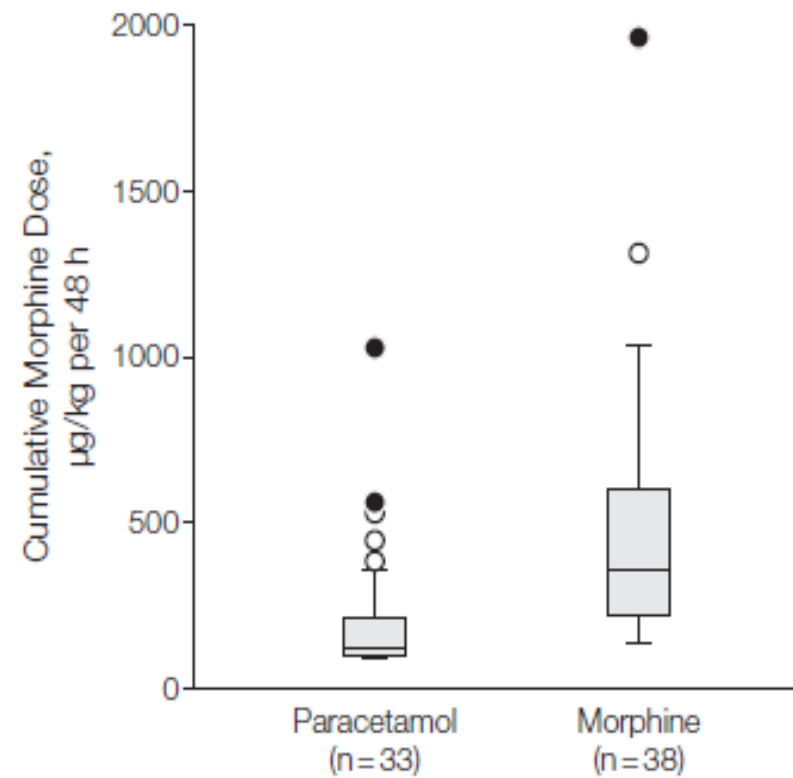 Cumulative Morphine Dose,
μg/kg per 48 h
2000
1500
1000
500
0
Paracetamol
(n=33)
Morphine
(n=38)